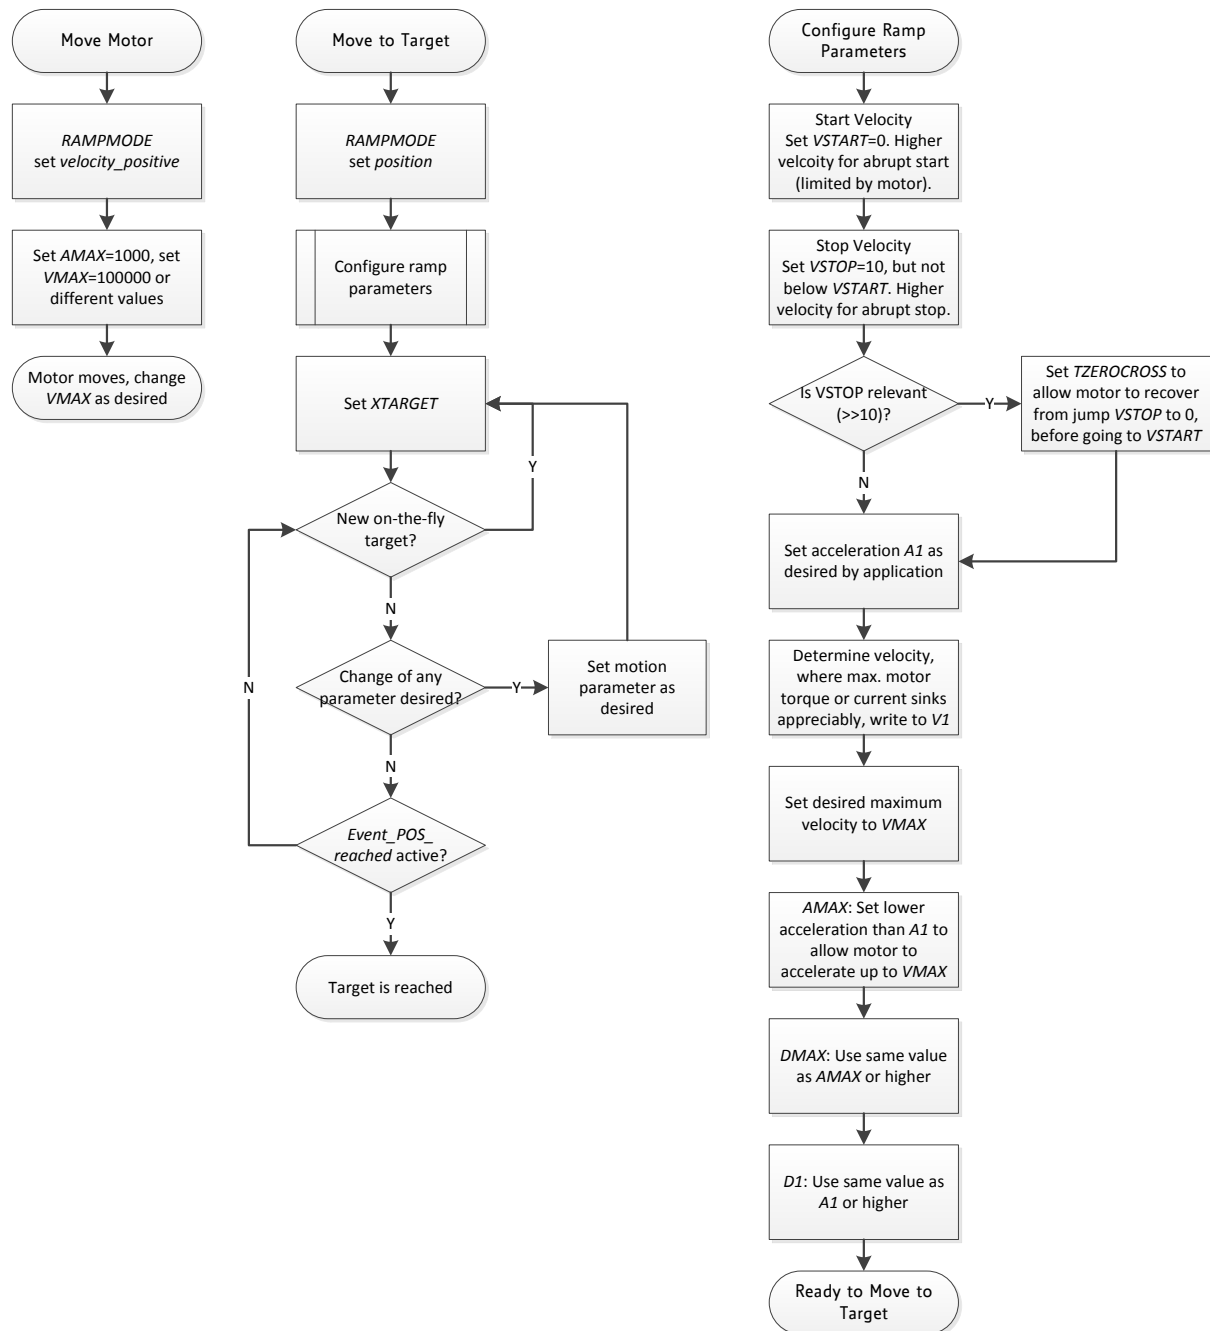 Move Motor
RAMPMODE
set velocity_positive
Set AMAX=1000, set
VMAX=100000 or
different values
Motor moves, change
VMAX as desired
Move to Target
RAMPMODE
set position
Configure ramp
parameters
Set XTARGET
New on-the-fly
target?
Y
N
Change of any
parameter desired?
Y
Set motion
parameter as
desired
N
Event_POS_
reached active?
N
Y
Target is reached
Configure Ramp
Parameters
Start Velocity
Set VSTART=0. Higher
velcoity for abrupt start
(limited by motor).
Stop Velocity
Set VSTOP=10, but not
below VSTART. Higher
velocity for abrupt stop.
Is VSTOP relevant
(>>10)?
Y
Set TZEROCROSS to
allow motor to recover
from jump VSTOP to 0,
before going to VSTART
N
Set acceleration A1 as
desired by application
Determine velocity,
where max. motor
torque or current sinks
appreciably, write to V1
Set desired maximum
velocity to VMAX
AMAX: Set lower
acceleration than A1 to
allow motor to
accelerate up to VMAX
DMAX: Use same value
as AMAX or higher
D1: Use same value as
A1 or higher
Ready to Move to
Target